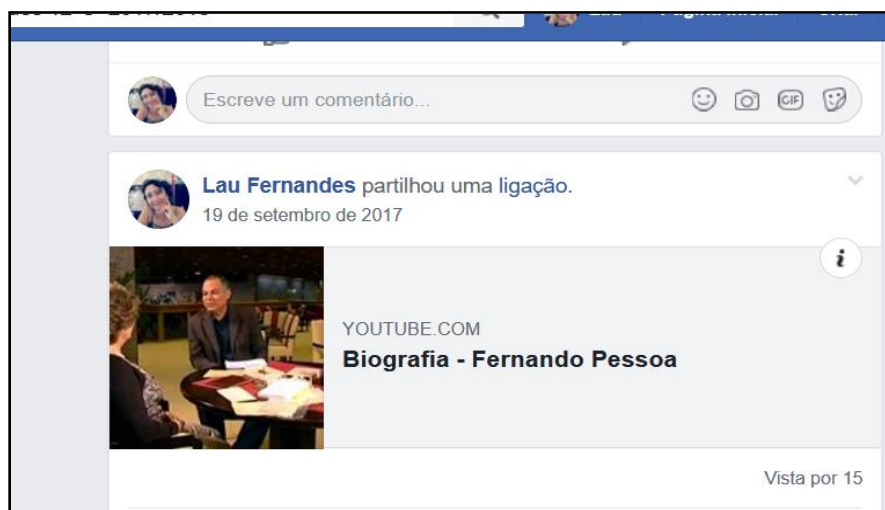 Escreve um comentário...
GIF
Lau Fernandes partilhou uma ligação.
19 de setembro de 2017
i
YOUTUBE.COM
Biografia - Fernando Pessoa
Vista por 15